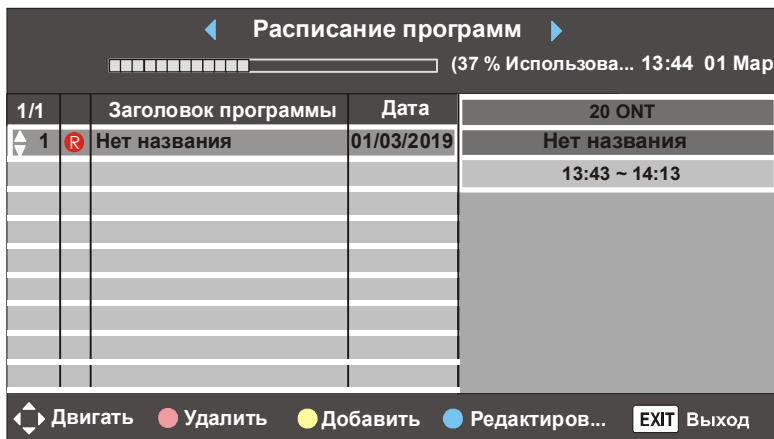 Расписание программ
(37 % Использова... 13:44 01 Мар
1/1 Заголовок программы Дата
1 R Нет названия 01/03/2019
20 ONT
Нет названия
13:43 ~ 14:13
Двигать Удалить Добавить Редактиров... EXIT Выход